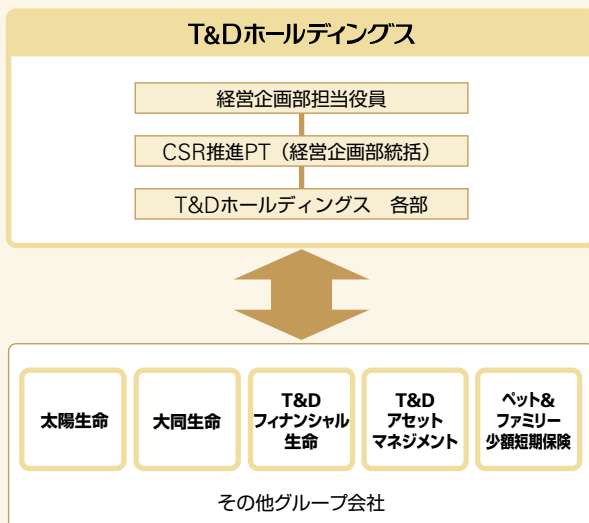 T&Dホールディングス
経営企画部担当役員
CSR推進PT（経営企画部統括）
T&Dホールディングス　各部
太陽生命
大同生命
T&D
フィナンシャル
生命
T&D
アセット
マネジメント
ペット&
ファミリー
少額短期保険
その他グループ会社